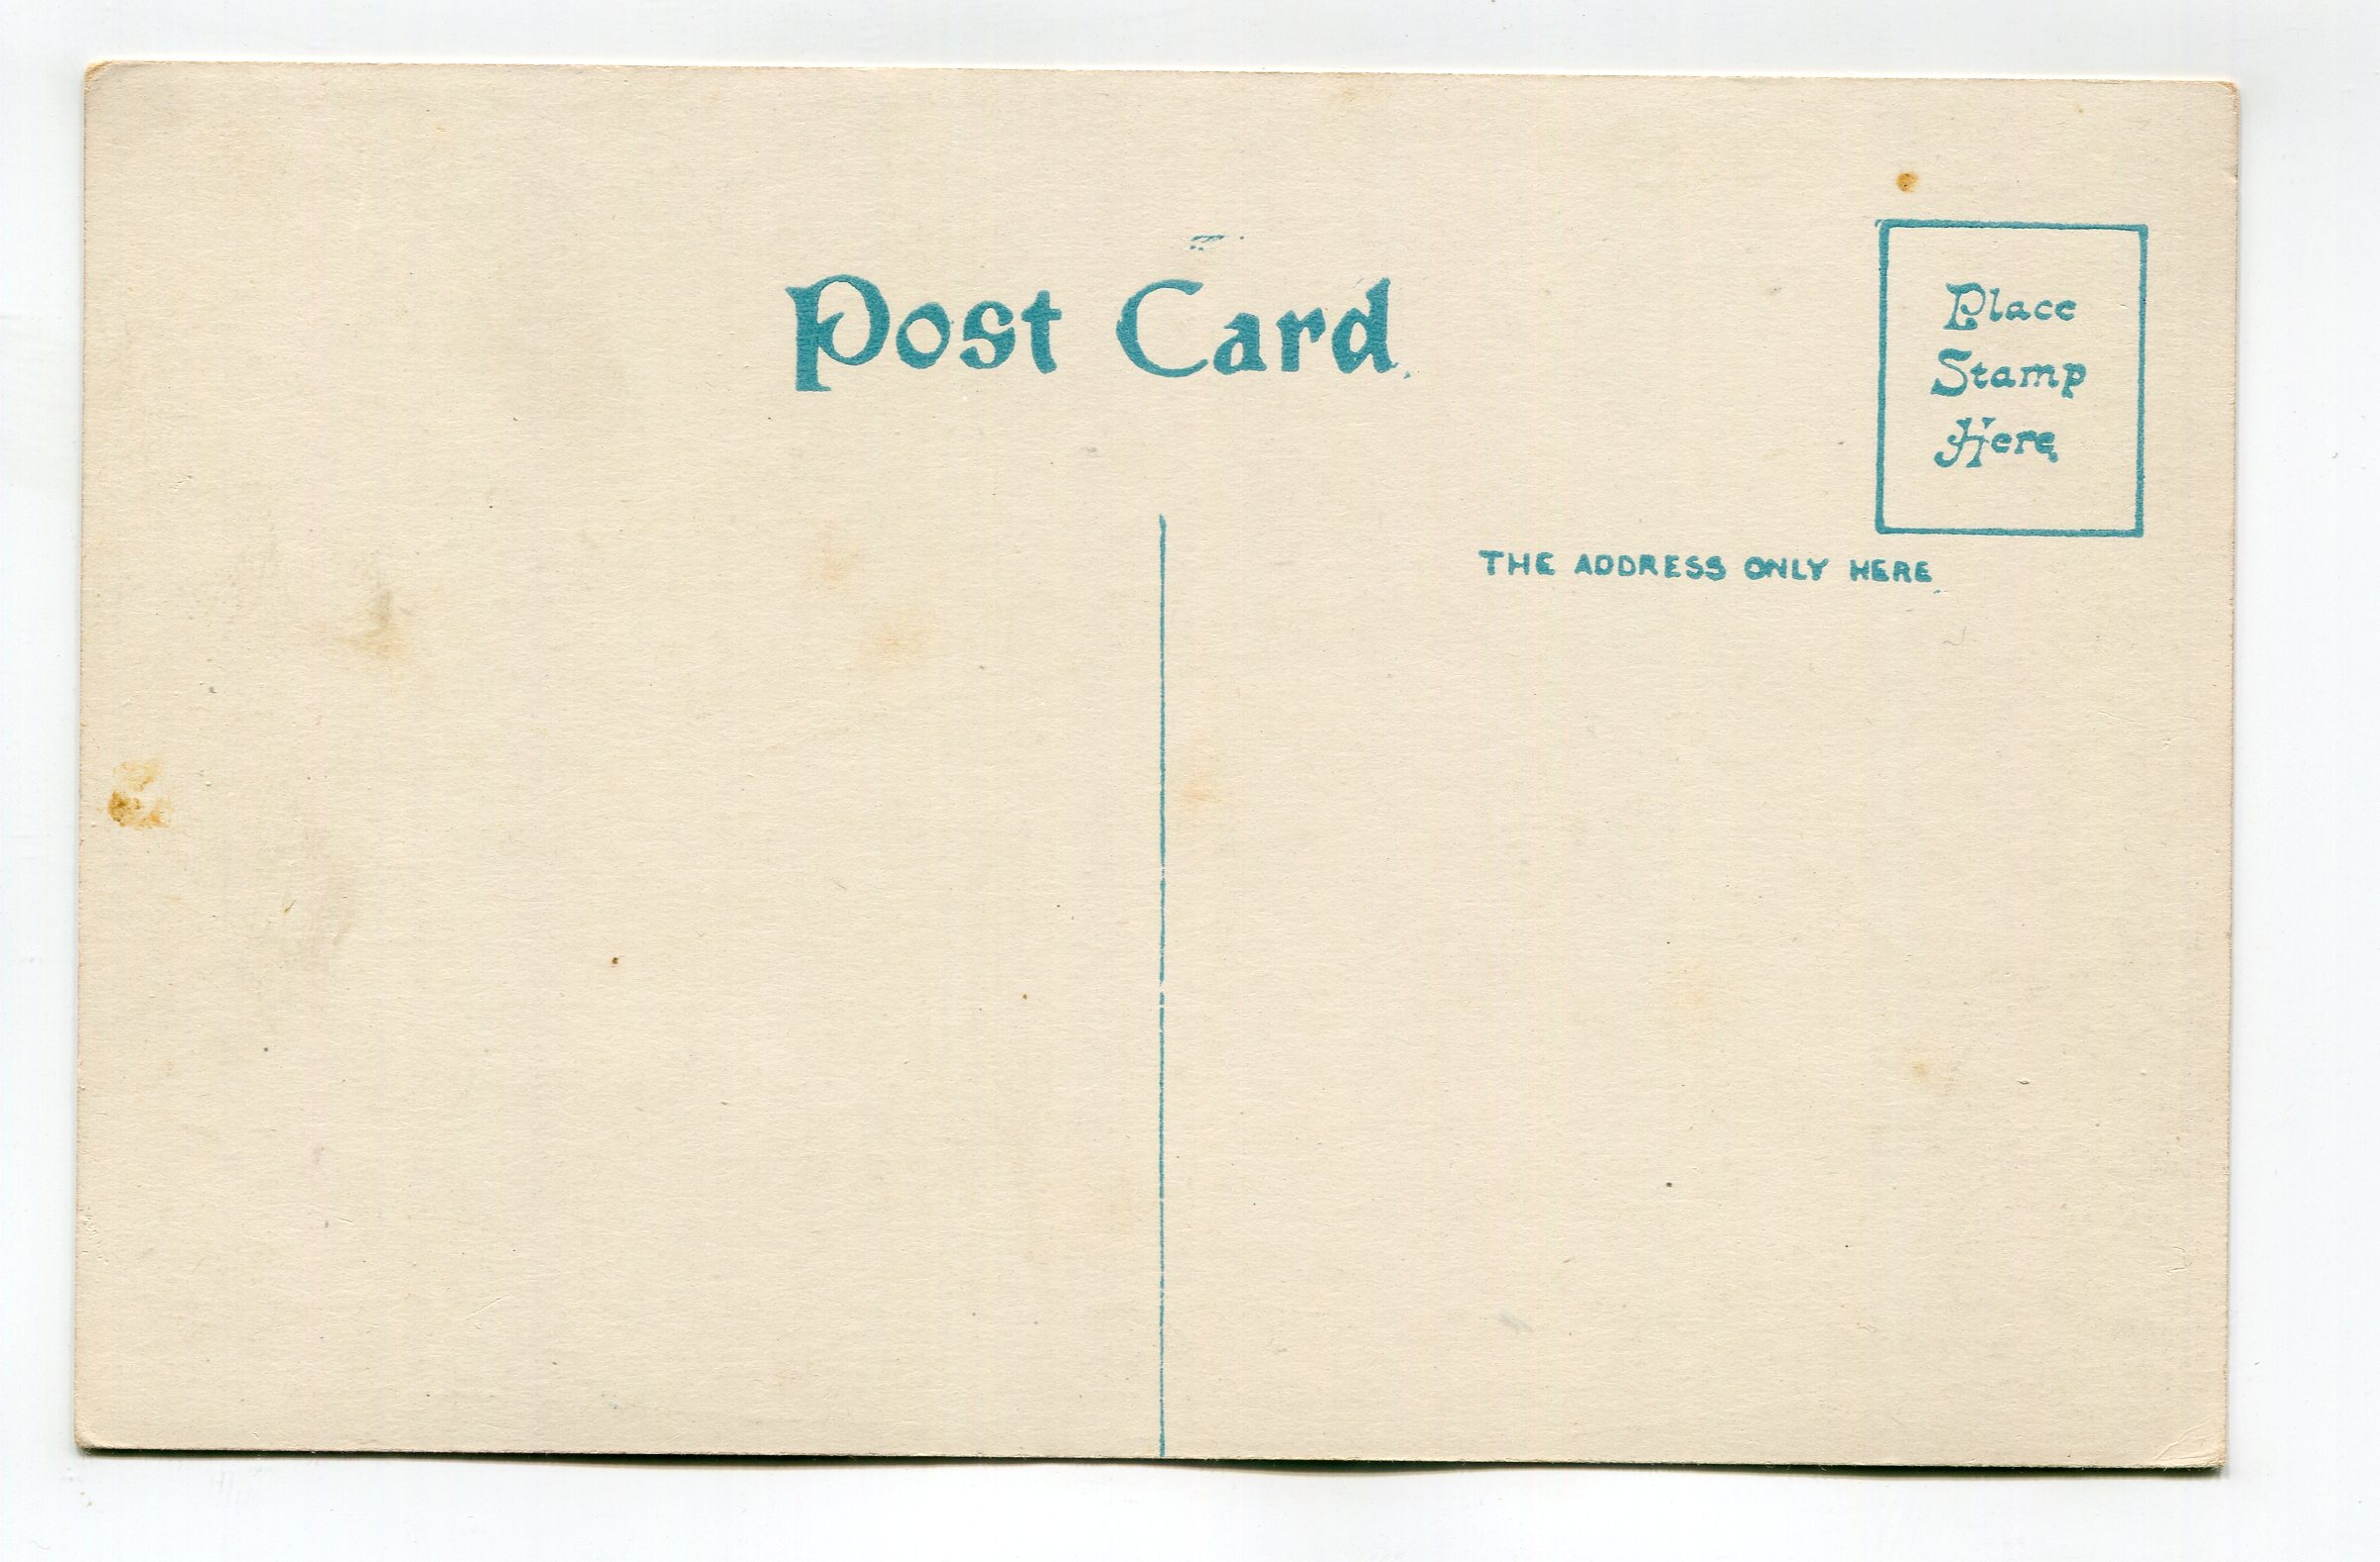 Post Card.
Place
Stamp
Here
THE ADDRESS ONLY HERE.